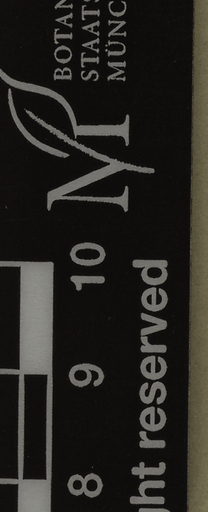 BOTAN
STAATS
MÜNC
M
8 9 10
ght reserved